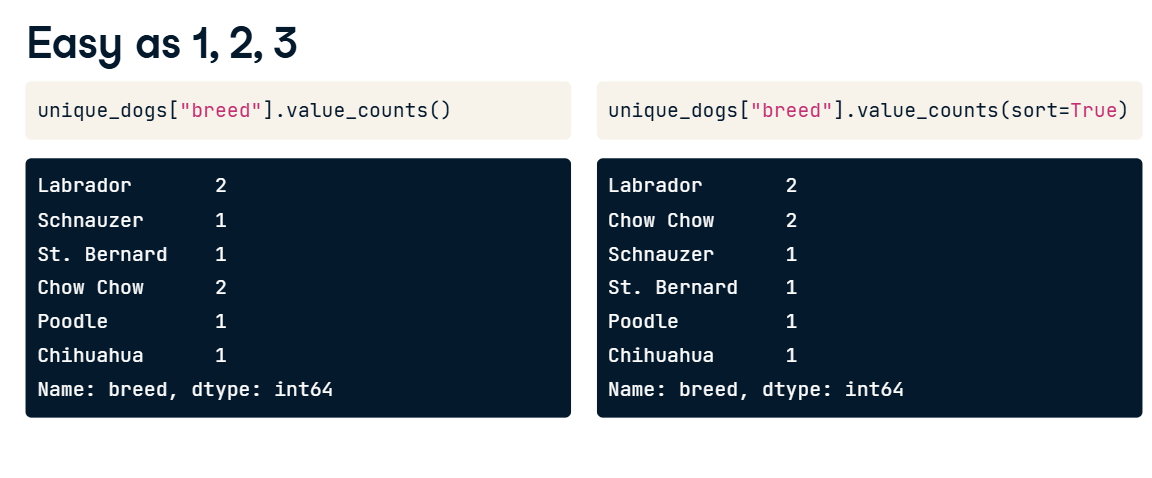 Easy as 1, 2, 3
unique_dogs["breed"].value_counts()
Labrador       2
Schnauzer      1
St. Bernard    1
Chow Chow      2
Poodle         1
Chihuahua      1
Name: breed, dtype: int64
unique_dogs["breed"].value_counts(sort=True)
Labrador       2
Chow Chow      2
Schnauzer      1
St. Bernard    1
Poodle         1
Chihuahua      1
Name: breed, dtype: int64